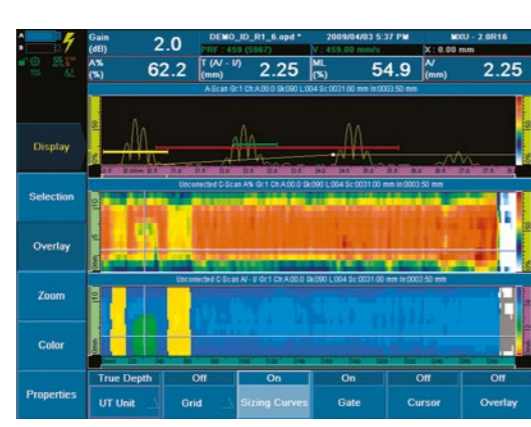 Gain (dB) 2.0 DEMO_ID_R1_6.opd * 2009/04/03 5:37 PM MXU - 2.0R16
PRF : 459 (5967) V : 459.00 mm/s X : 0.00 mm
A% (%) 62.2 T (A/ - I/) (mm) 2.25 ML (%) 54.9 A/ (mm) 2.25
A-Scan Gr:1 Ch:A:00.0 Sk:090 L:004 Sc:0031.00 mm In:0003.50 mm
Display
Uncorrected C-Scan A% Gr:1 Ch:A:00.0 Sk:090 L:004 Sc:0031.00 mm In:0003.50 mm
Selection
Overlay
Uncorrected C-Scan A/ - I/ Gr:1 Ch:A:00.0 Sk:090 L:004 Sc:0031.00 mm In:0003.50 mm
Zoom
Color
Properties
True Depth Off On On Off Off
UT Unit Grid Sizing Curves Gate Cursor Overlay